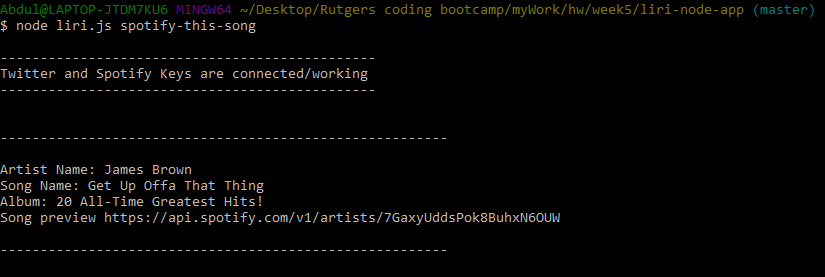 Abdul@LAPTOP-JTDM7KU6 MINGW64 ~/Desktop/Rutgers coding bootcamp/myWork/hw/week5/liri-node-app (master)
$ node liri.js spotify-this-song
-----------------------------------------------
Twitter and Spotify Keys are connected/working
-----------------------------------------------
--------------------------------------------------------
Artist Name: James Brown
Song Name: Get Up Offa That Thing
Album: 20 All-Time Greatest Hits!
Song preview https://api.spotify.com/v1/artists/7GaxyUddsPok8BuhxN6OUW
--------------------------------------------------------